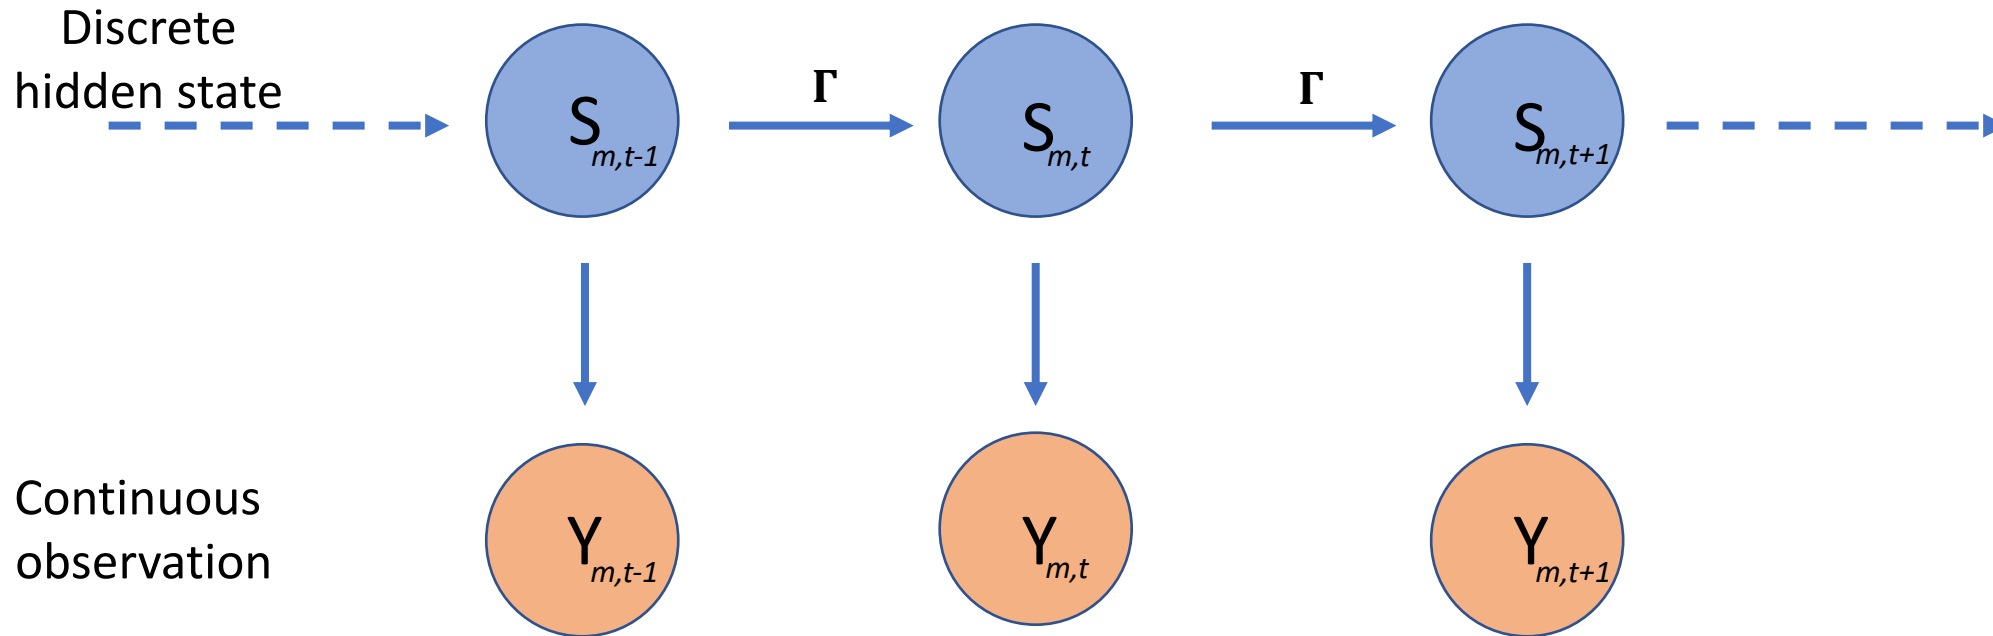 Discrete
hidden state
Γ
Γ
S m,t-1
S m,t
S m,t+1
Continuous
observation
Y m,t-1
Y m,t
Y m,t+1